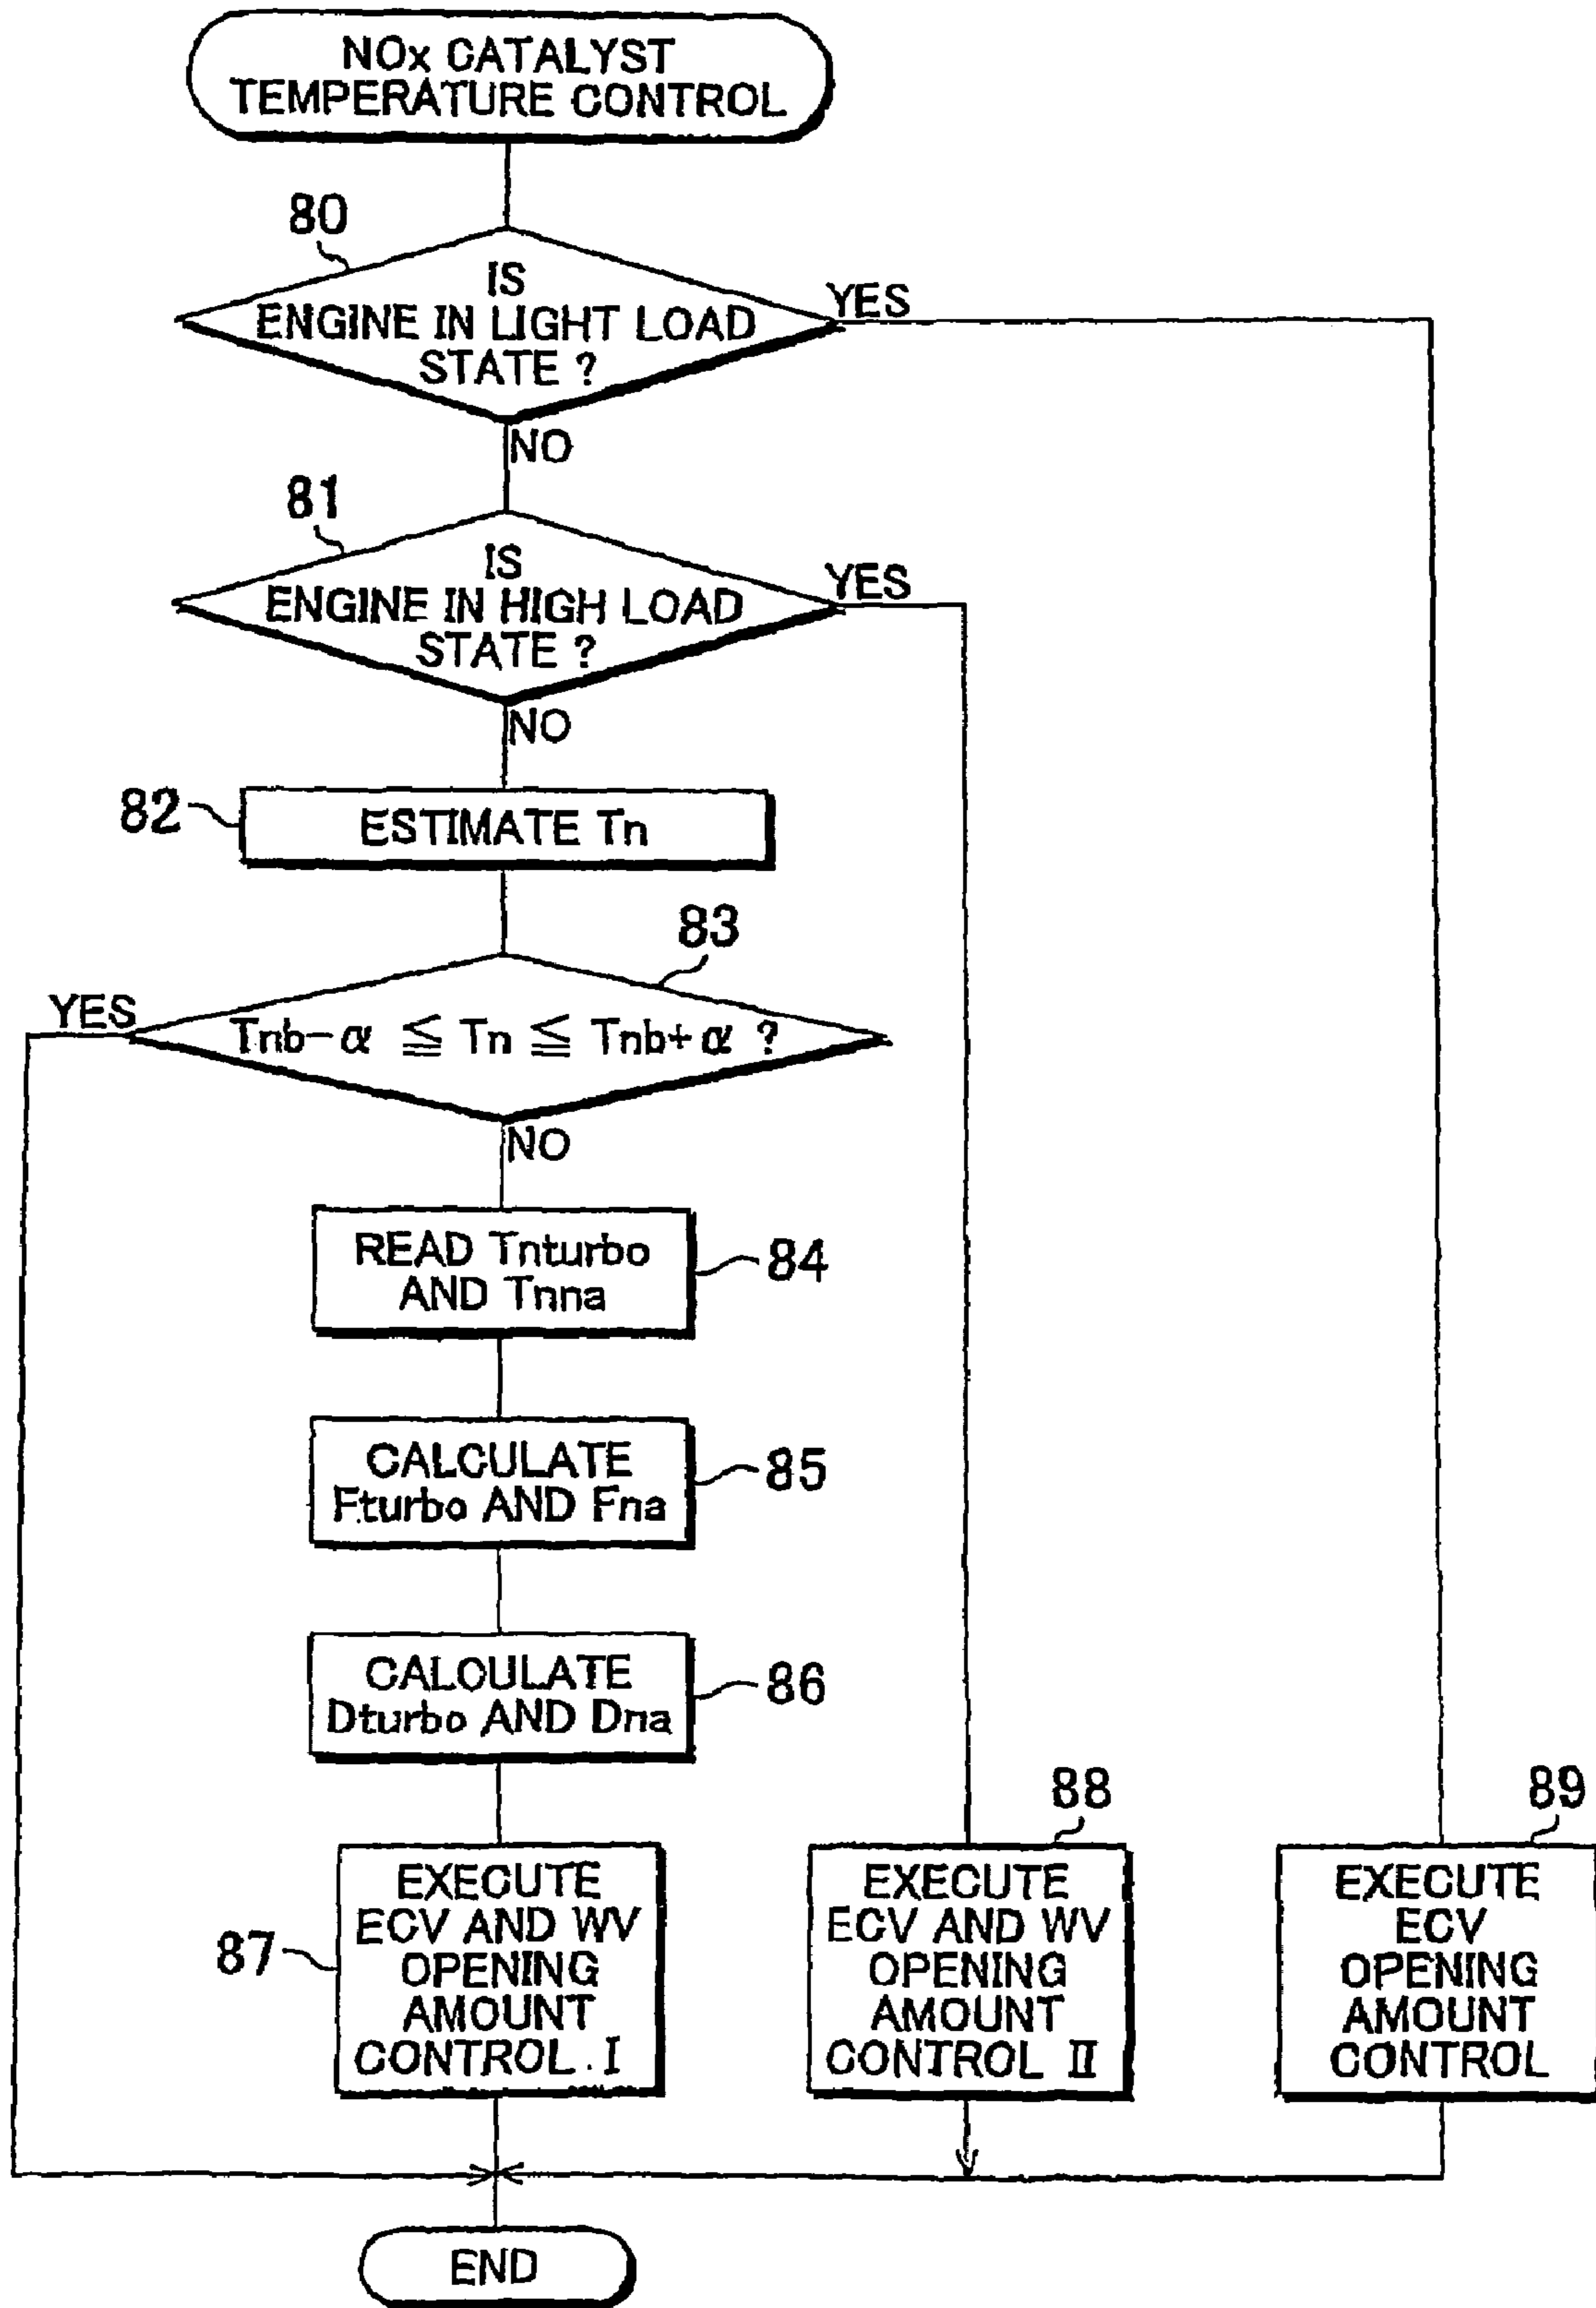 NOx CATALYST
TEMPERATURE CONTROL
80
IS
ENGINE IN LIGHT LOAD
STATE ?
YES
NO
81
IS
ENGINE IN HIGH LOAD
STATE ?
YES
NO
82
ESTIMATE Tn
83
YES
Tnb-α ≦ Tn ≦ Tnb+α ?
NO
READ Tnturbo
AND Tnna
84
CALCULATE
Fturbo AND Fna
85
CALOULATE
Dturbo AND Dna
86
87
EXECUTE
ECV AND WV
OPENING
AMOUNT
CONTROL I
88
EXECUTE
ECV AND WV
OPENING
AMOUNT
CONTROL II
89
EXECUTE
ECV
OPENING
AMOUNT
CONTROL
END